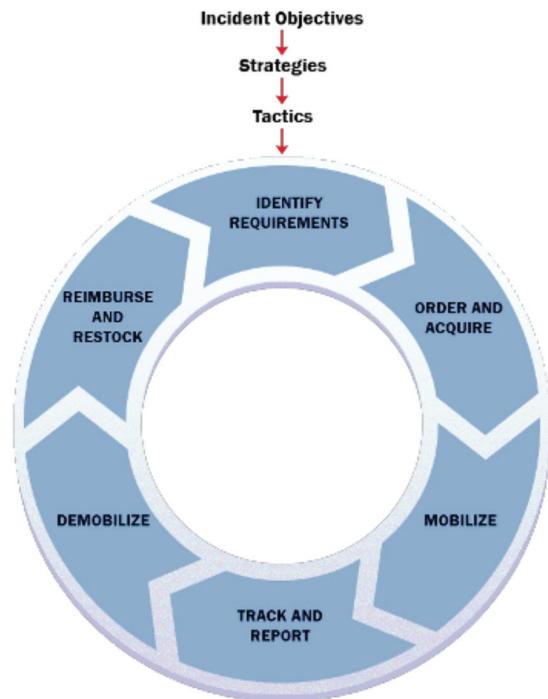 Incident Objectives
Strategies
Tactics
IDENTIFY
REQUIREMENTS
ORDER AND
ACQUIRE
MOBILIZE
TRACK AND
REPORT
DEMOBILIZE
REIMBURSE
AND
RESTOCK